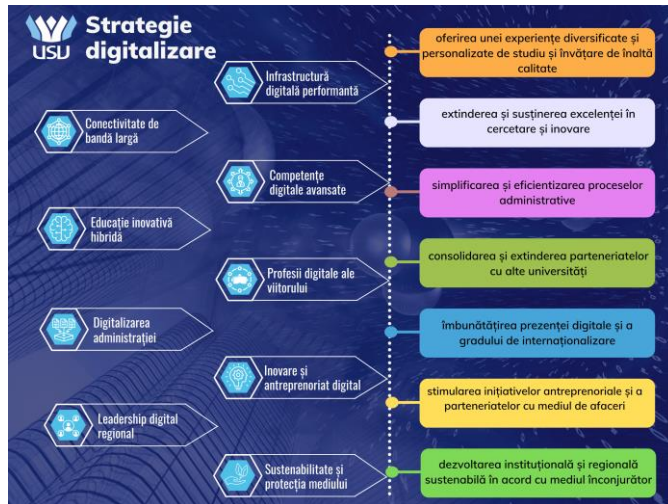 USV
Strategie
digitalizare
Infrastructură
digitală performantă
Conectivitate de
bandă largă
Competențe
digitale avansate
Educație inovativă
hibridă
Profesii digitale ale
viitorului
Digitalizarea
administrației
Inovare și
antreprenoriat digital
Leadership digital
regional
Sustenabilitate și
protecția mediului
oferirea unei experiențe diversificate și
personalizate de studiu și învățare de înaltă
calitate
extinderea și susținerea excelenței în
cercetare și inovare
simplificarea și eficientizarea proceselor
administrative
consolidarea și extinderea parteneriatelor
cu alte universități
îmbunătățirea prezenței digitale și a
gradului de internaționalizare
stimularea inițiativelor antreprenoriale și a
parteneriatelor cu mediul de afaceri
dezvoltarea instituțională și regională
sustenabilă în acord cu mediul înconjurător